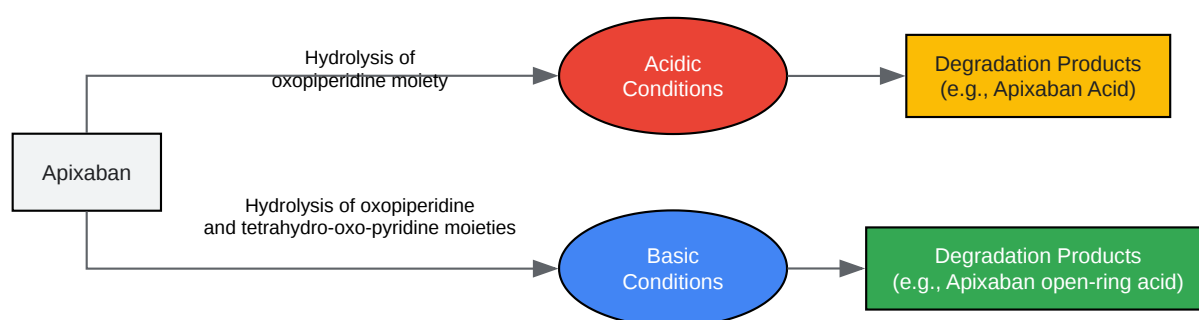 Hydrolysis of
oxopiperidine moiety
Acidic
Conditions
Degradation Products
(e.g., Apixaban Acid)
Apixaban
Hydrolysis of oxopiperidine
and tetrahydro-oxo-pyridine moieties
Basic
Conditions
Degradation Products
(e.g., Apixaban open-ring acid)